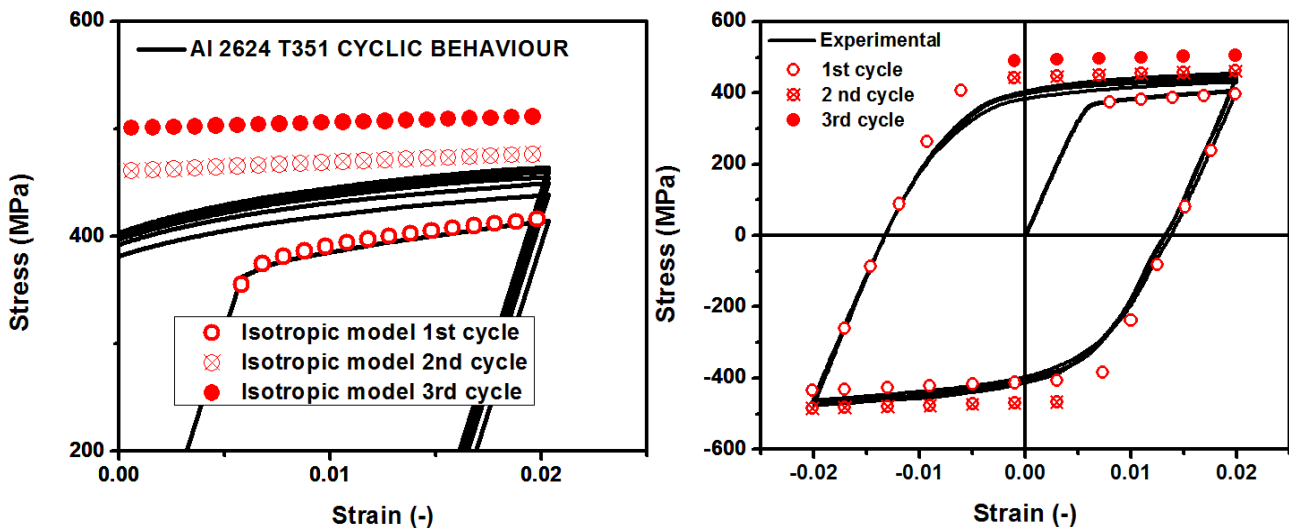 600
400
200
0.00
0.01
0.02
Stress (MPa)
Strain (-)
Al 2624 T351 CYCLIC BEHAVIOUR
Isotropic model 1st cycle
Isotropic model 2nd cycle
Isotropic model 3rd cycle
600
400
200
0
-200
-400
-600
-0.02
-0.01
0.00
0.01
0.02
Stress (MPa)
Strain (-)
Experimental
1st cycle
2 nd cycle
3rd cycle